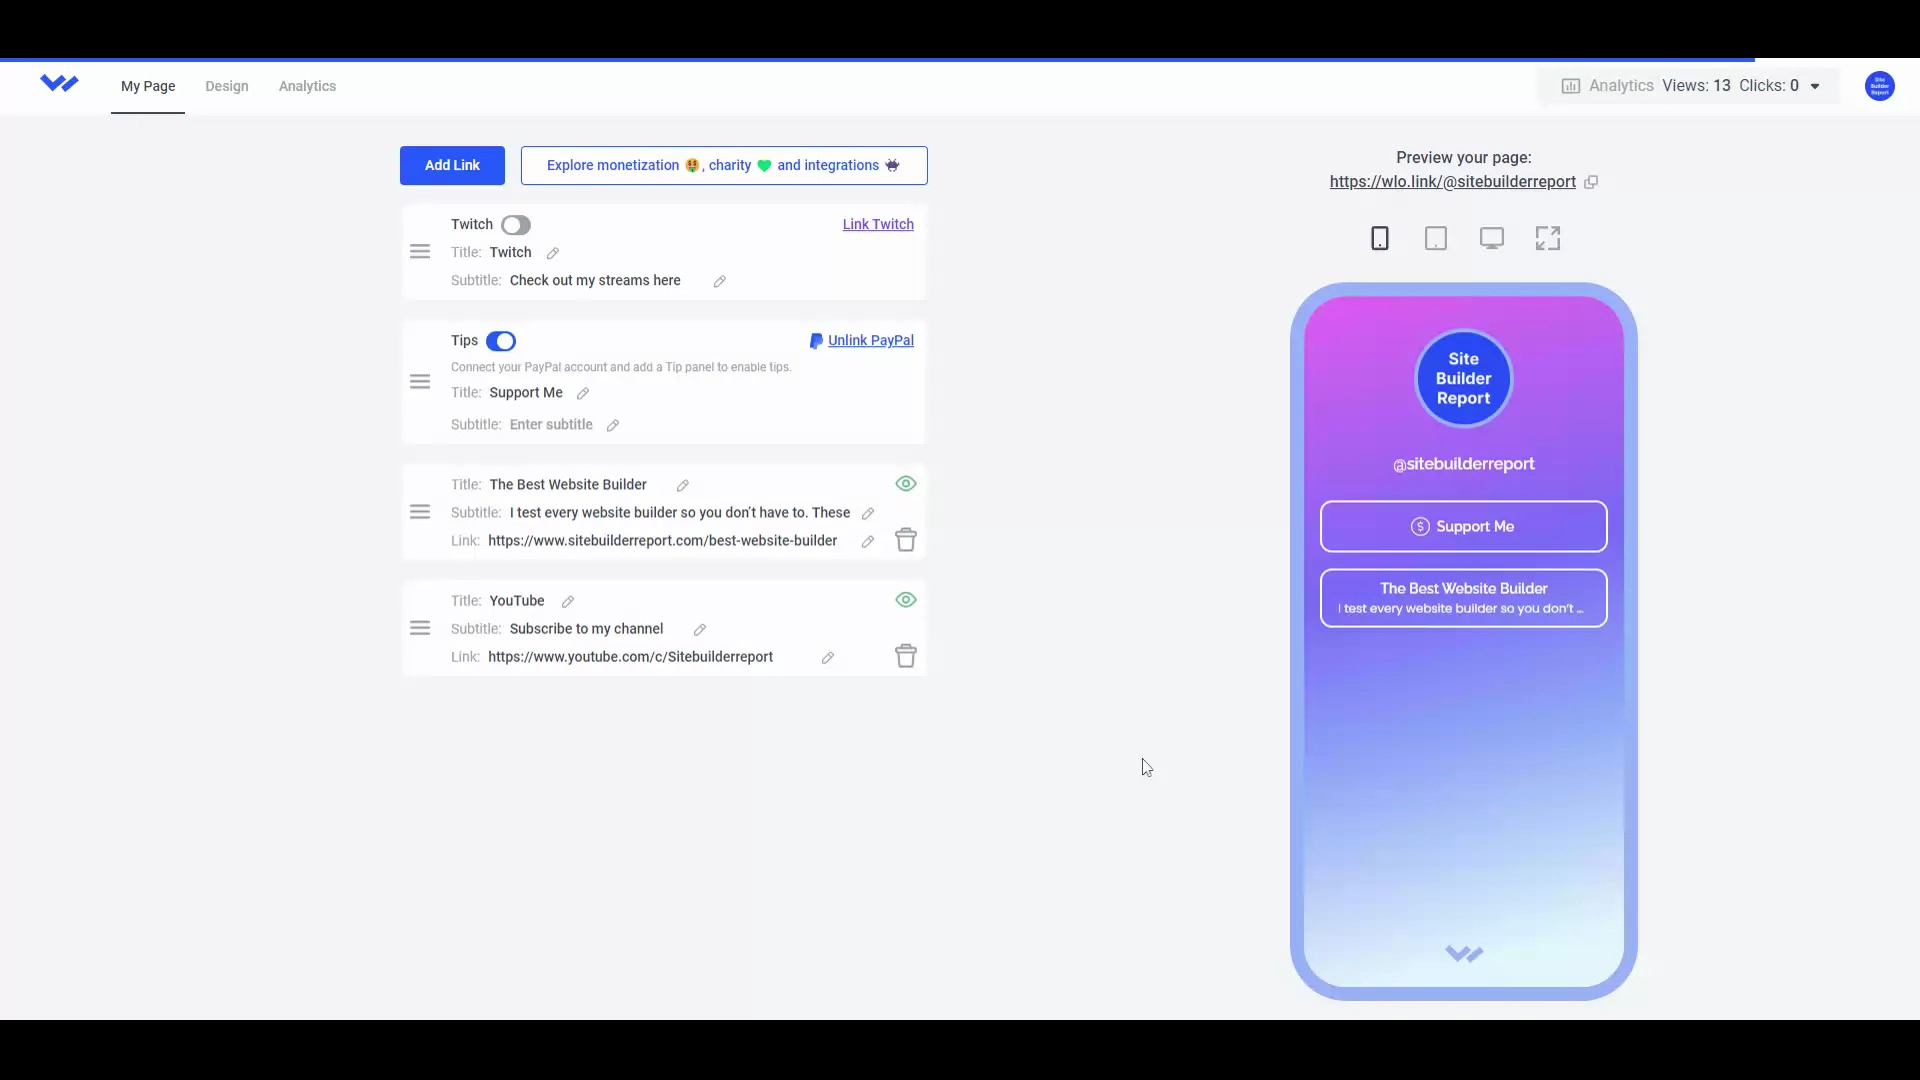 My Page
Design
Analytics
Analytics Views: 13 Clicks: 0
Site
Builder
Report
Add Link
Explore monetization 🤑, charity 💚 and integrations 👾
Twitch
Link Twitch
Title: Twitch
Subtitle: Check out my streams here
Tips
Unlink PayPal
Connect your PayPal account and add a Tip panel to enable tips.
Title: Support Me
Subtitle: Enter subtitle
Title: The Best Website Builder
Subtitle: I test every website builder so you don't have to. These
Link: https://www.sitebuilderreport.com/best-website-builder
Title: YouTube
Subtitle: Subscribe to my channel
Link: https://www.youtube.com/c/Sitebuilderreport
Preview your page:
https://wlo.link/@sitebuilderreport
Site
Builder
Report
@sitebuilderreport
$ Support Me
The Best Website Builder
I test every website builder so you don't ...